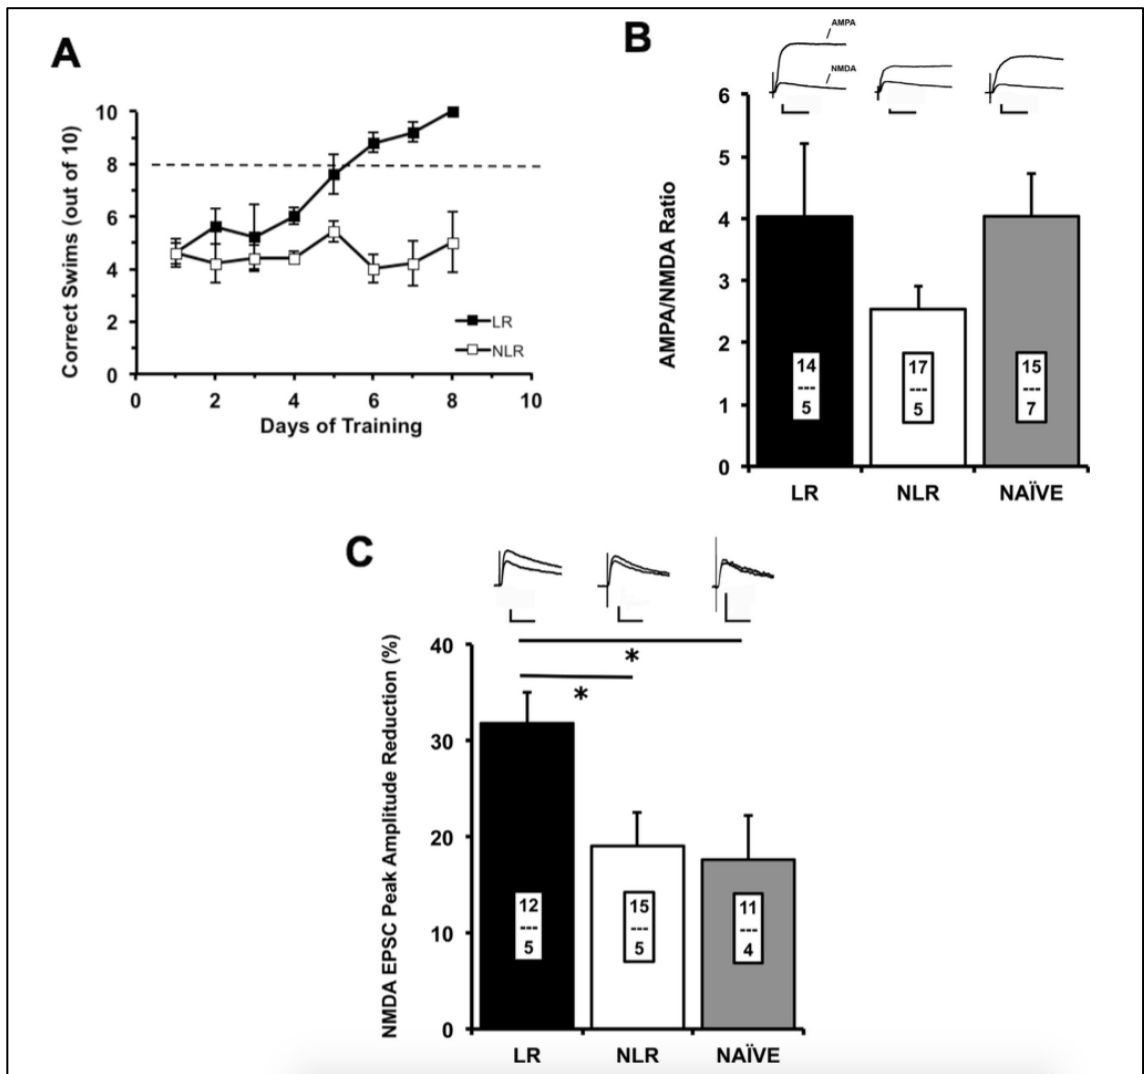 A
Correct Swims (out of 10)
10
8
6
4
2
0
LR
NLR
0 2 4 6 8 10
Days of Training
B
AMPA
NMDA
AMPA/NMDA Ratio
6
5
4
3
2
1
0
14
---
5
17
---
5
15
---
7
LR NLR NAÏVE
C
NMDA EPSC Peak Amplitude Reduction (%)
40
30
20
10
0
*
*
12
---
5
15
---
5
11
---
4
LR NLR NAÏVE